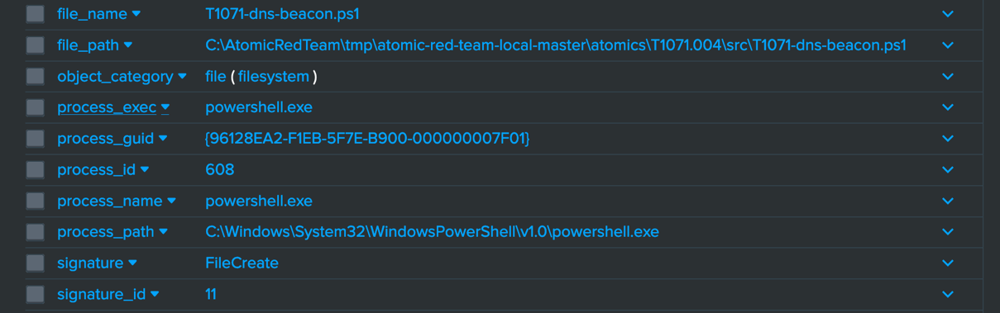 file_name T1071-dns-beacon.ps1
file_path C:\AtomicRedTeam\tmp\atomic-red-team-local-master\atomics\T1071.004\src\T1071-dns-beacon.ps1
object_category file ( filesystem )
process_exec powershell.exe
process_guid {96128EA2-F1EB-5F7E-B900-000000007F01}
process_id 608
process_name powershell.exe
process_path C:\Windows\System32\WindowsPowerShell\v1.0\powershell.exe
signature FileCreate
signature_id 11